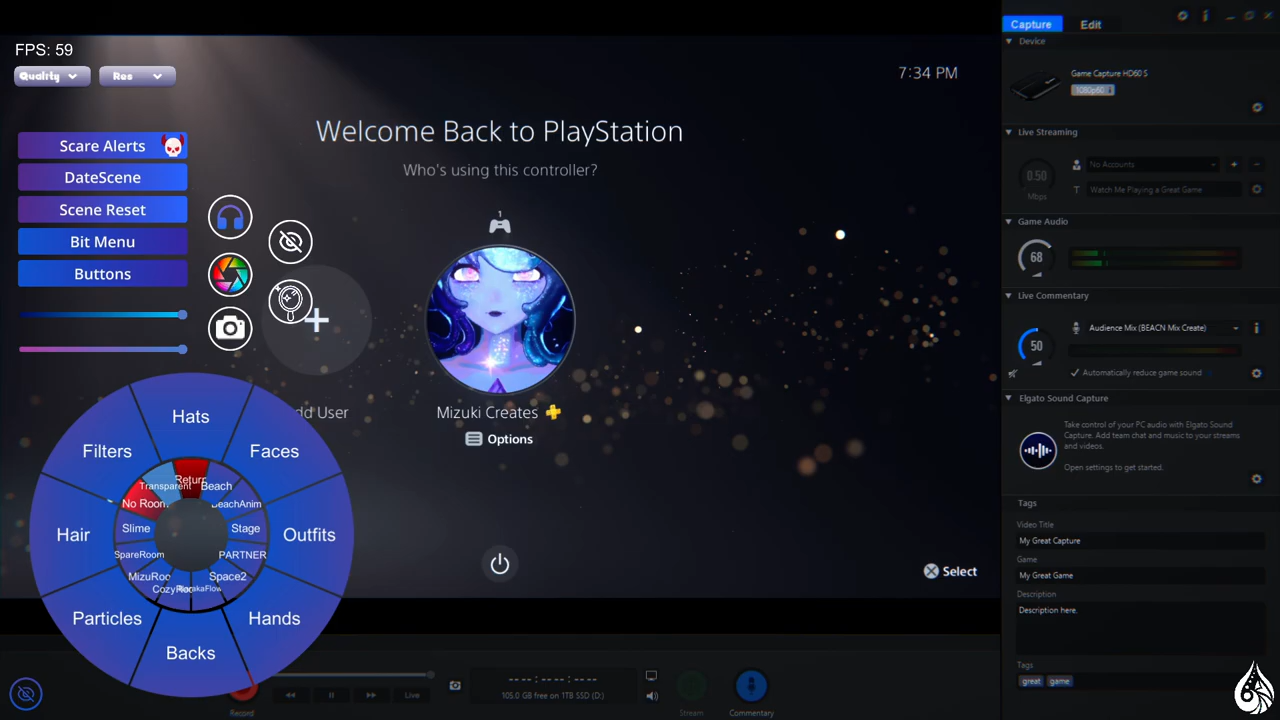 FPS: 59
Quality
Res
Scare Alerts
DateScene
Scene Reset
Bit Menu
Buttons
7:34 PM
Welcome Back to PlayStation
Who's using this controller?
1
dd User
Mizuki Creates
Options
Select
Hats
Faces
Outfits
Hands
Backs
Particles
Hair
Filters
Return
Beach
BeachAnim
Stage
PARTNER
Space2
MizuRoo
SpareRoom
Slime
No Room
Transparent
Record
Live
--:--:--:--
105.0 GB free on 1TB SSD (D:)
Stream
Commentary
Capture
Edit
Device
Game Capture HD60 S
1080p60
Live Streaming
0.50
Mbps
No Accounts
T
Watch Me Playing a Great Game
Game Audio
68
Live Commentary
50
Audience Mix (BEACN Mix Create)
Automatically reduce game sound
Elgato Sound Capture
Take control of your PC audio with Elgato Sound
Capture. Add team chat and music to your streams
and videos.
Open settings to get started.
Tags
Video Title
My Great Capture
Game
My Great Game
Description
Description here.
Tags
great
game